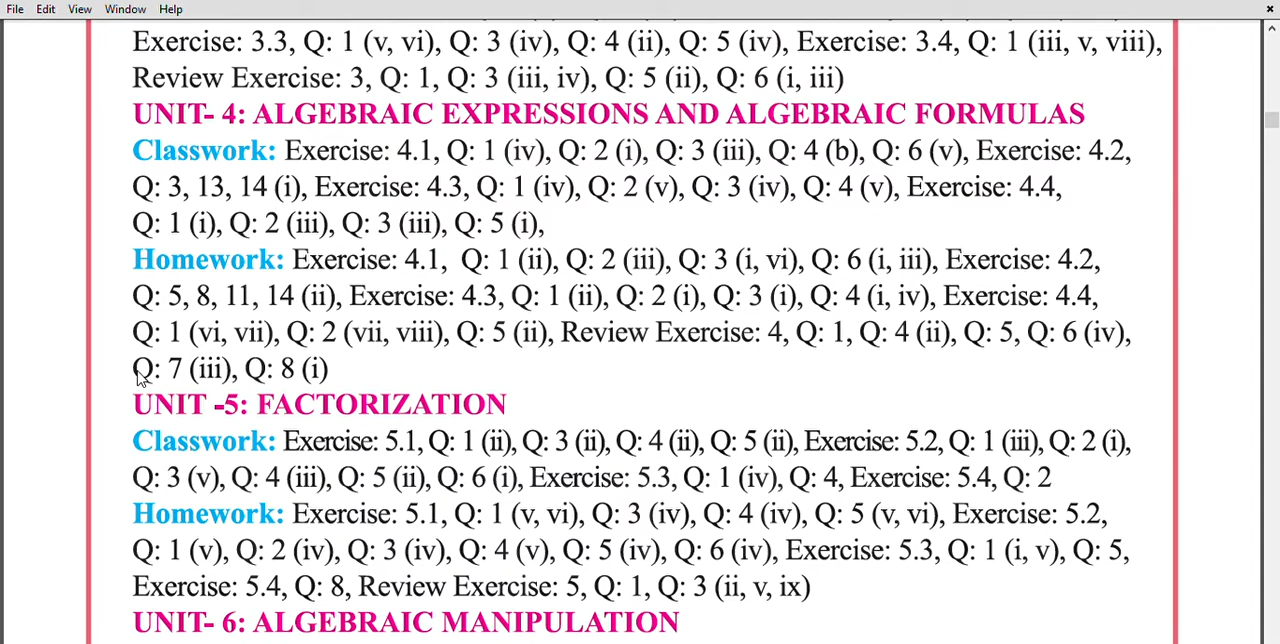 File Edit View Window Help
Exercise: 3.3, Q: 1 (v, vi), Q: 3 (iv), Q: 4 (ii), Q: 5 (iv), Exercise: 3.4, Q: 1 (iii, v, viii),
Review Exercise: 3, Q: 1, Q: 3 (iii, iv), Q: 5 (ii), Q: 6 (i, iii)
UNIT- 4: ALGEBRAIC EXPRESSIONS AND ALGEBRAIC FORMULAS
Classwork: Exercise: 4.1, Q: 1 (iv), Q: 2 (i), Q: 3 (iii), Q: 4 (b), Q: 6 (v), Exercise: 4.2,
Q: 3, 13, 14 (i), Exercise: 4.3, Q: 1 (iv), Q: 2 (v), Q: 3 (iv), Q: 4 (v), Exercise: 4.4,
Q: 1 (i), Q: 2 (iii), Q: 3 (iii), Q: 5 (i),
Homework: Exercise: 4.1, Q: 1 (ii), Q: 2 (iii), Q: 3 (i, vi), Q: 6 (i, iii), Exercise: 4.2,
Q: 5, 8, 11, 14 (ii), Exercise: 4.3, Q: 1 (ii), Q: 2 (i), Q: 3 (i), Q: 4 (i, iv), Exercise: 4.4,
Q: 1 (vi, vii), Q: 2 (vii, viii), Q: 5 (ii), Review Exercise: 4, Q: 1, Q: 4 (ii), Q: 5, Q: 6 (iv),
Q: 7 (iii), Q: 8 (i)
UNIT -5: FACTORIZATION
Classwork: Exercise: 5.1, Q: 1 (ii), Q: 3 (ii), Q: 4 (ii), Q: 5 (ii), Exercise: 5.2, Q: 1 (iii), Q: 2 (i),
Q: 3 (v), Q: 4 (iii), Q: 5 (ii), Q: 6 (i), Exercise: 5.3, Q: 1 (iv), Q: 4, Exercise: 5.4, Q: 2
Homework: Exercise: 5.1, Q: 1 (v, vi), Q: 3 (iv), Q: 4 (iv), Q: 5 (v, vi), Exercise: 5.2,
Q: 1 (v), Q: 2 (iv), Q: 3 (iv), Q: 4 (v), Q: 5 (iv), Q: 6 (iv), Exercise: 5.3, Q: 1 (i, v), Q: 5,
Exercise: 5.4, Q: 8, Review Exercise: 5, Q: 1, Q: 3 (ii, v, ix)
UNIT- 6: ALGEBRAIC MANIPULATION